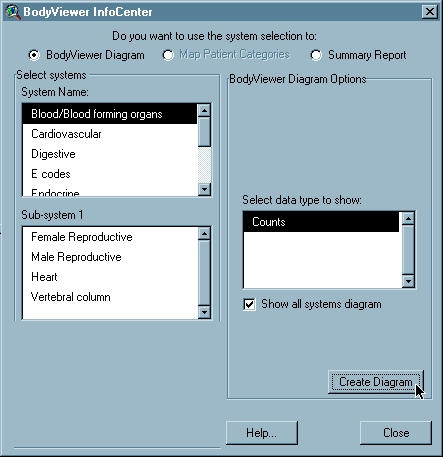 BodyViewer InfoCenter
Do you want to use the system selection to:
BodyViewer Diagram Map Patient Categories Summary Report
Select systems
System Name:
Blood/Blood forming organs
Cardiovascular
Digestive
E codes
Endocrine
Sub-system 1
Female Reproductive
Male Reproductive
Heart
Vertebral column
BodyViewer Diagram Options
Select data type to show:
Counts
Show all systems diagram
Create Diagram
Help... Close